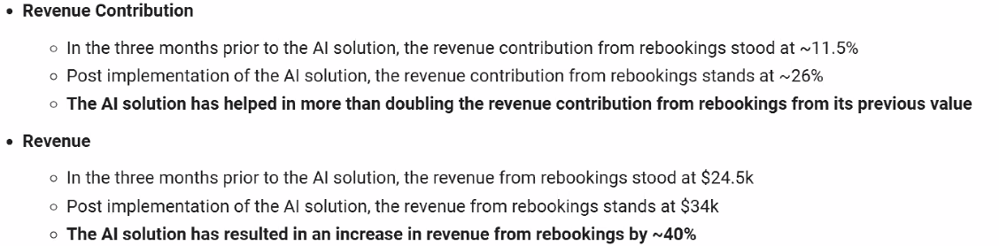 • Revenue Contribution
○ In the three months prior to the AI solution, the revenue contribution from rebookings stood at ~11.5%
○ Post implementation of the AI solution, the revenue contribution from rebookings stands at ~26%
○ The AI solution has helped in more than doubling the revenue contribution from rebookings from its previous value
• Revenue
○ In the three months prior to the AI solution, the revenue from rebookings stood at $24.5k
○ Post implementation of the AI solution, the revenue from rebookings stands at $34k
○ The AI solution has resulted in an increase in revenue from rebookings by ~40%